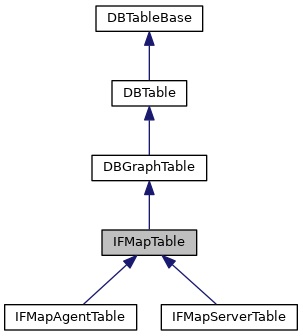 DBTableBase
DBTable
DBGraphTable
IFMapTable
IFMapAgentTable
IFMapServerTable